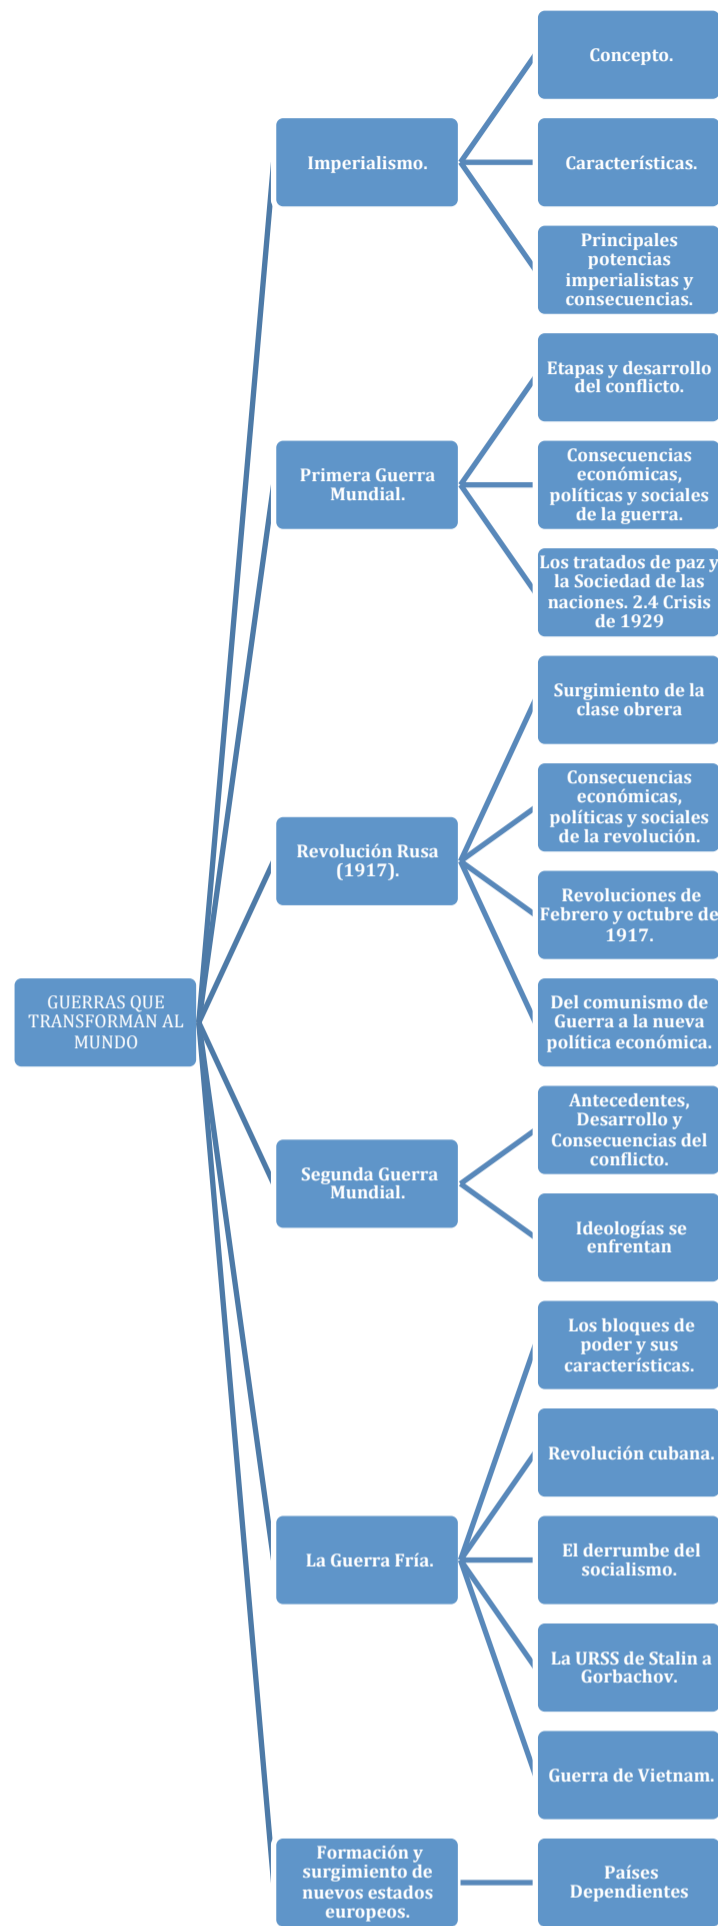 GUERRAS QUE
TRANSFORMAN AL
MUNDO
Imperialismo.
Concepto.
Características.
Principales
potencias
imperialistas y
consecuencias.
Primera Guerra
Mundial.
Etapas y desarrollo
del conflicto.
Consecuencias
económicas,
políticas y sociales
de la guerra.
Los tratados de paz y
la Sociedad de las
naciones. 2.4 Crisis
de 1929
Revolución Rusa
(1917).
Surgimiento de la
clase obrera
Consecuencias
económicas,
políticas y sociales
de la revolución.
Revoluciones de
Febrero y octubre de
1917.
Del comunismo de
Guerra a la nueva
política económica.
Segunda Guerra
Mundial.
Antecedentes,
Desarrollo y
Consecuencias del
conflicto.
Ideologías se
enfrentan
La Guerra Fría.
Los bloques de
poder y sus
características.
Revolución cubana.
El derrumbe del
socialismo.
La URSS de Stalin a
Gorbachov.
Guerra de Vietnam.
Formación y
surgimiento de
nuevos estados
europeos.
Países
Dependientes